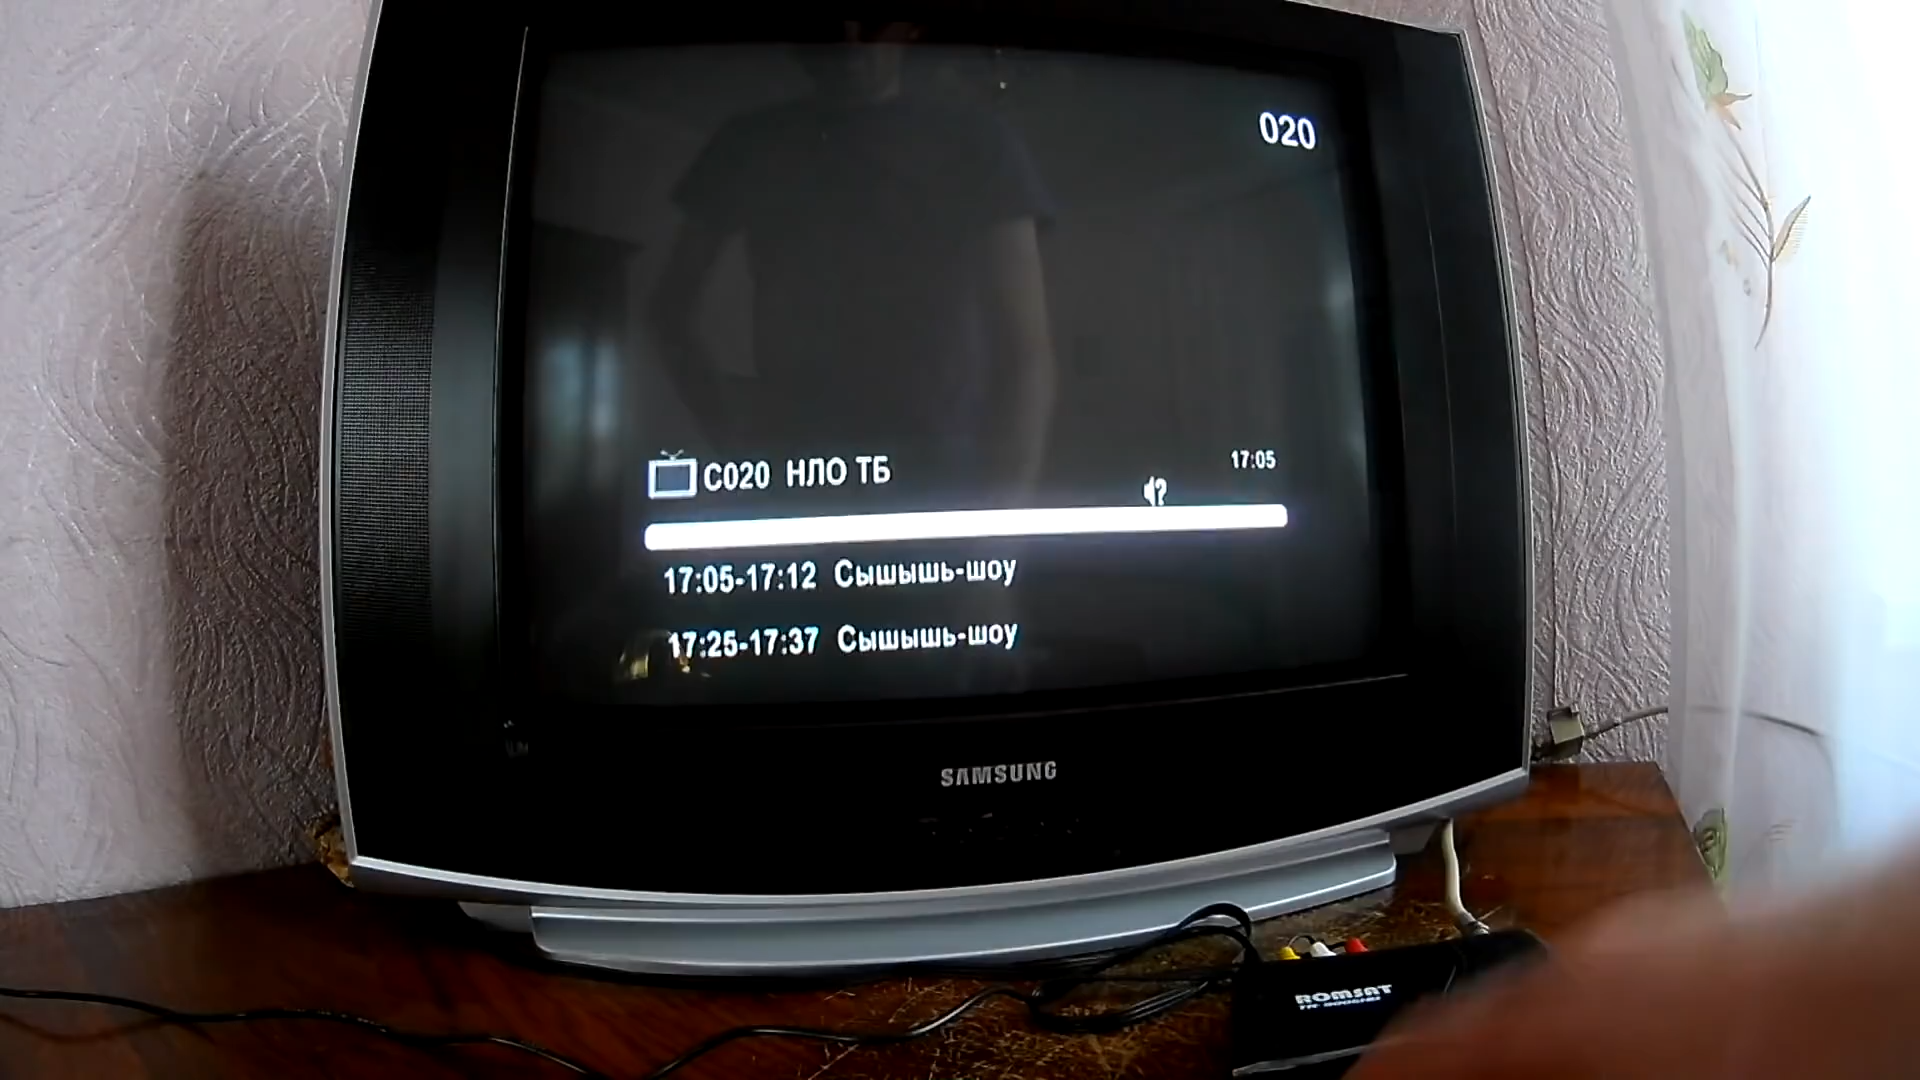 020
C020 НЛО ТБ
17:05
17:05-17:12 Сышышь-шоу
17:25-17:37 Сышышь-шоу
SAMSUNG
ROMSAT